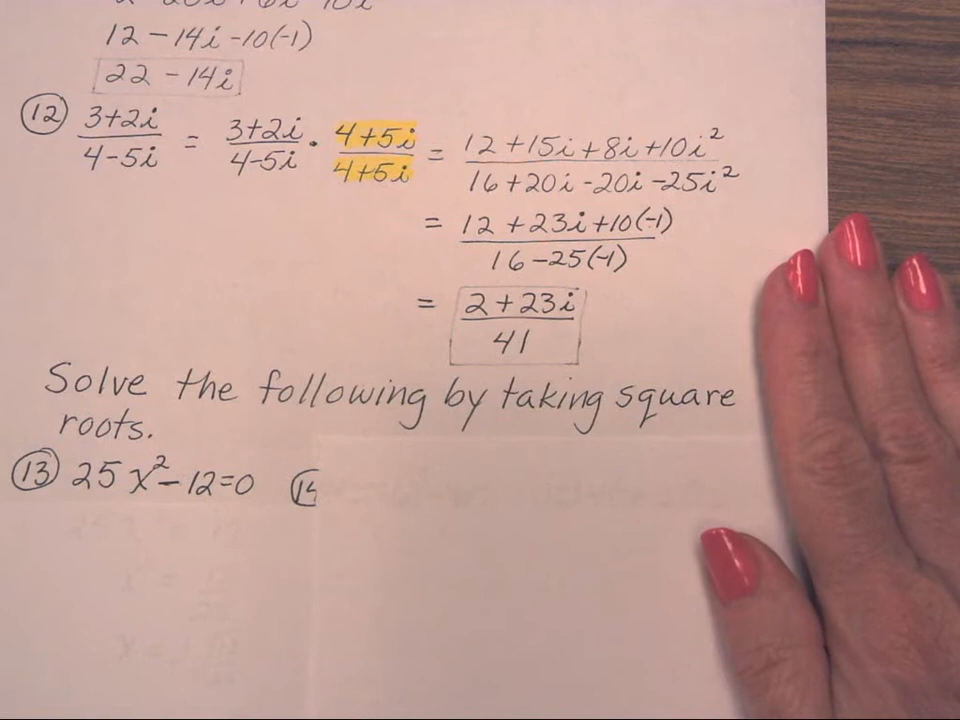 12 - 14i - 10(-1)
22 - 14i
12 3+2i / 4-5i = 3+2i / 4-5i · 4+5i / 4+5i = 12 + 15i + 8i + 10i² / 16 + 20i - 20i - 25i²
= 12 + 23i + 10(-1) / 16 - 25(-1)
= 2 + 23i / 41
Solve the following by taking square
roots.
13 25x² - 12 = 0 14